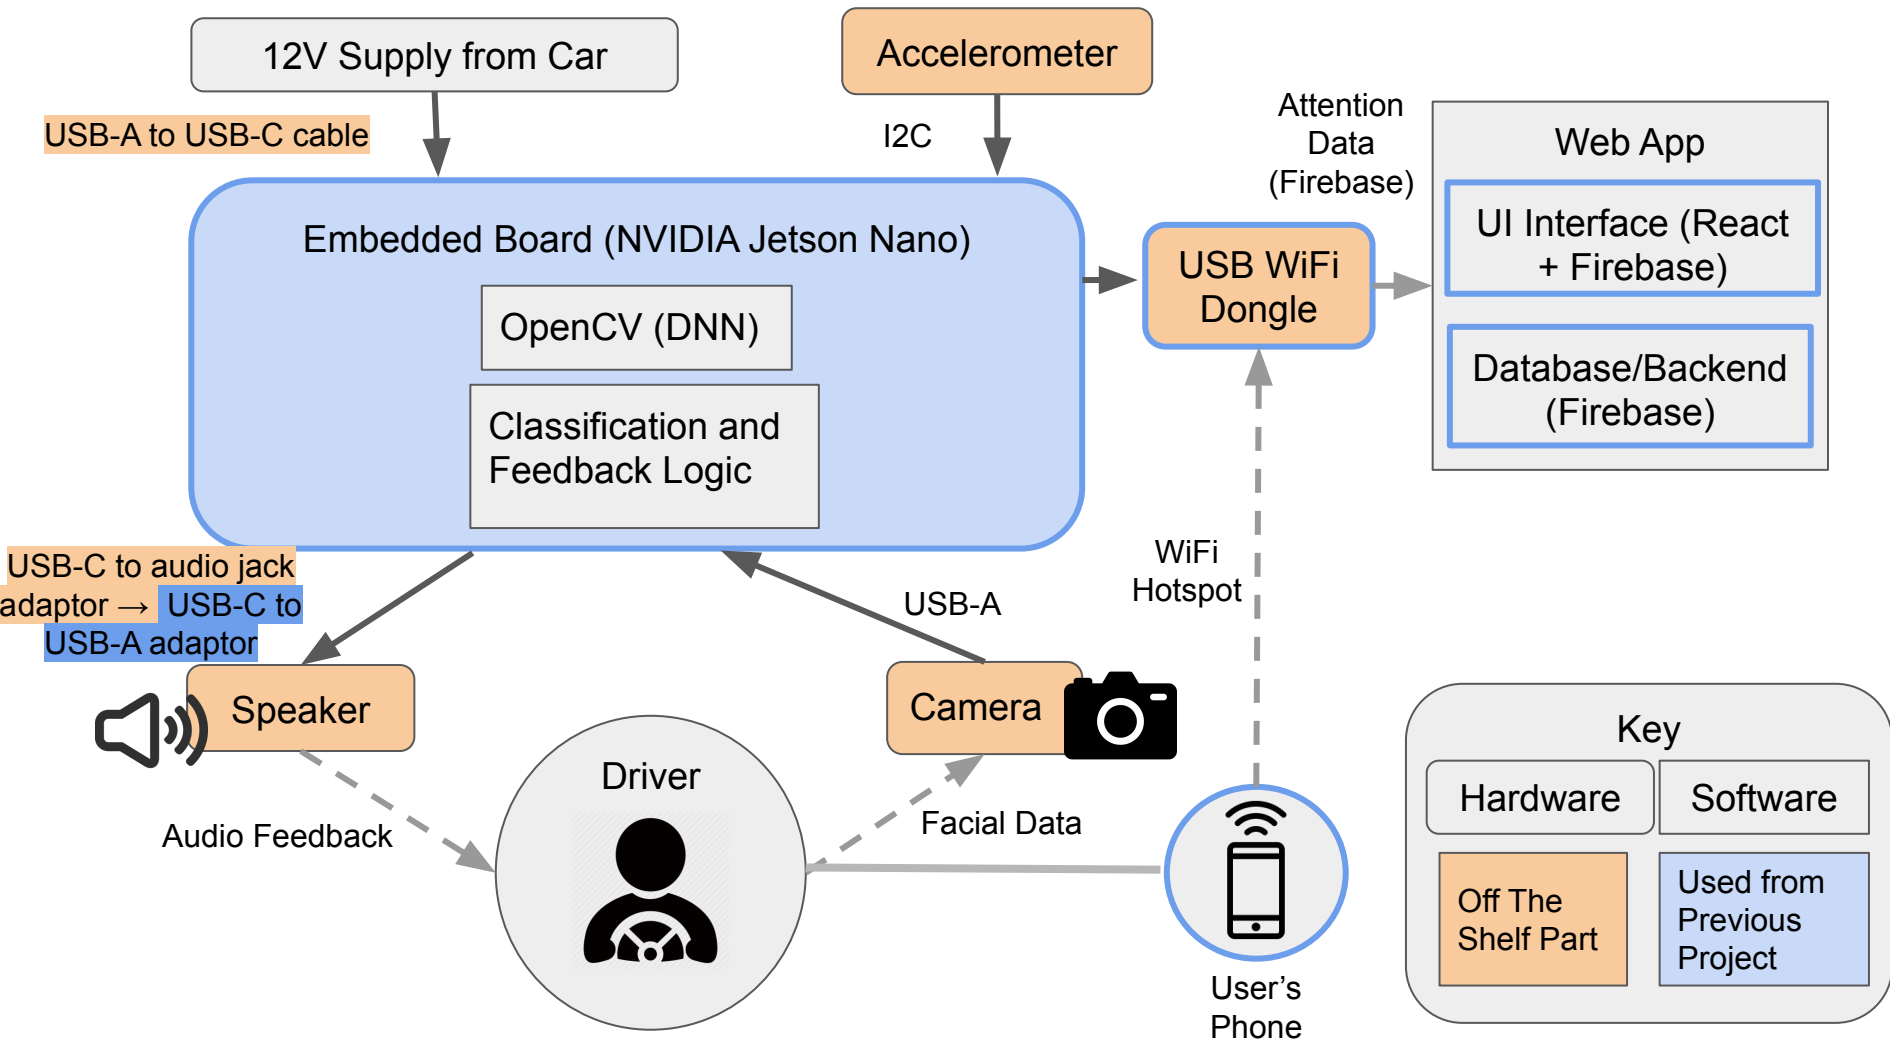 12V Supply from Car
Accelerometer
USB-A to USB-C cable
I2C
Attention
Data
(Firebase)
Web App
UI Interface (React
+ Firebase)
Database/Backend
(Firebase)
Embedded Board (NVIDIA Jetson Nano)
OpenCV (DNN)
Classification and
Feedback Logic
USB WiFi
Dongle
USB-C to audio jack
adaptor → USB-C to
USB-A adaptor
USB-A
WiFi
Hotspot
Speaker
Camera
Driver
Audio Feedback
Facial Data
User’s
Phone
Key
Hardware
Software
Off The
Shelf Part
Used from
Previous
Project